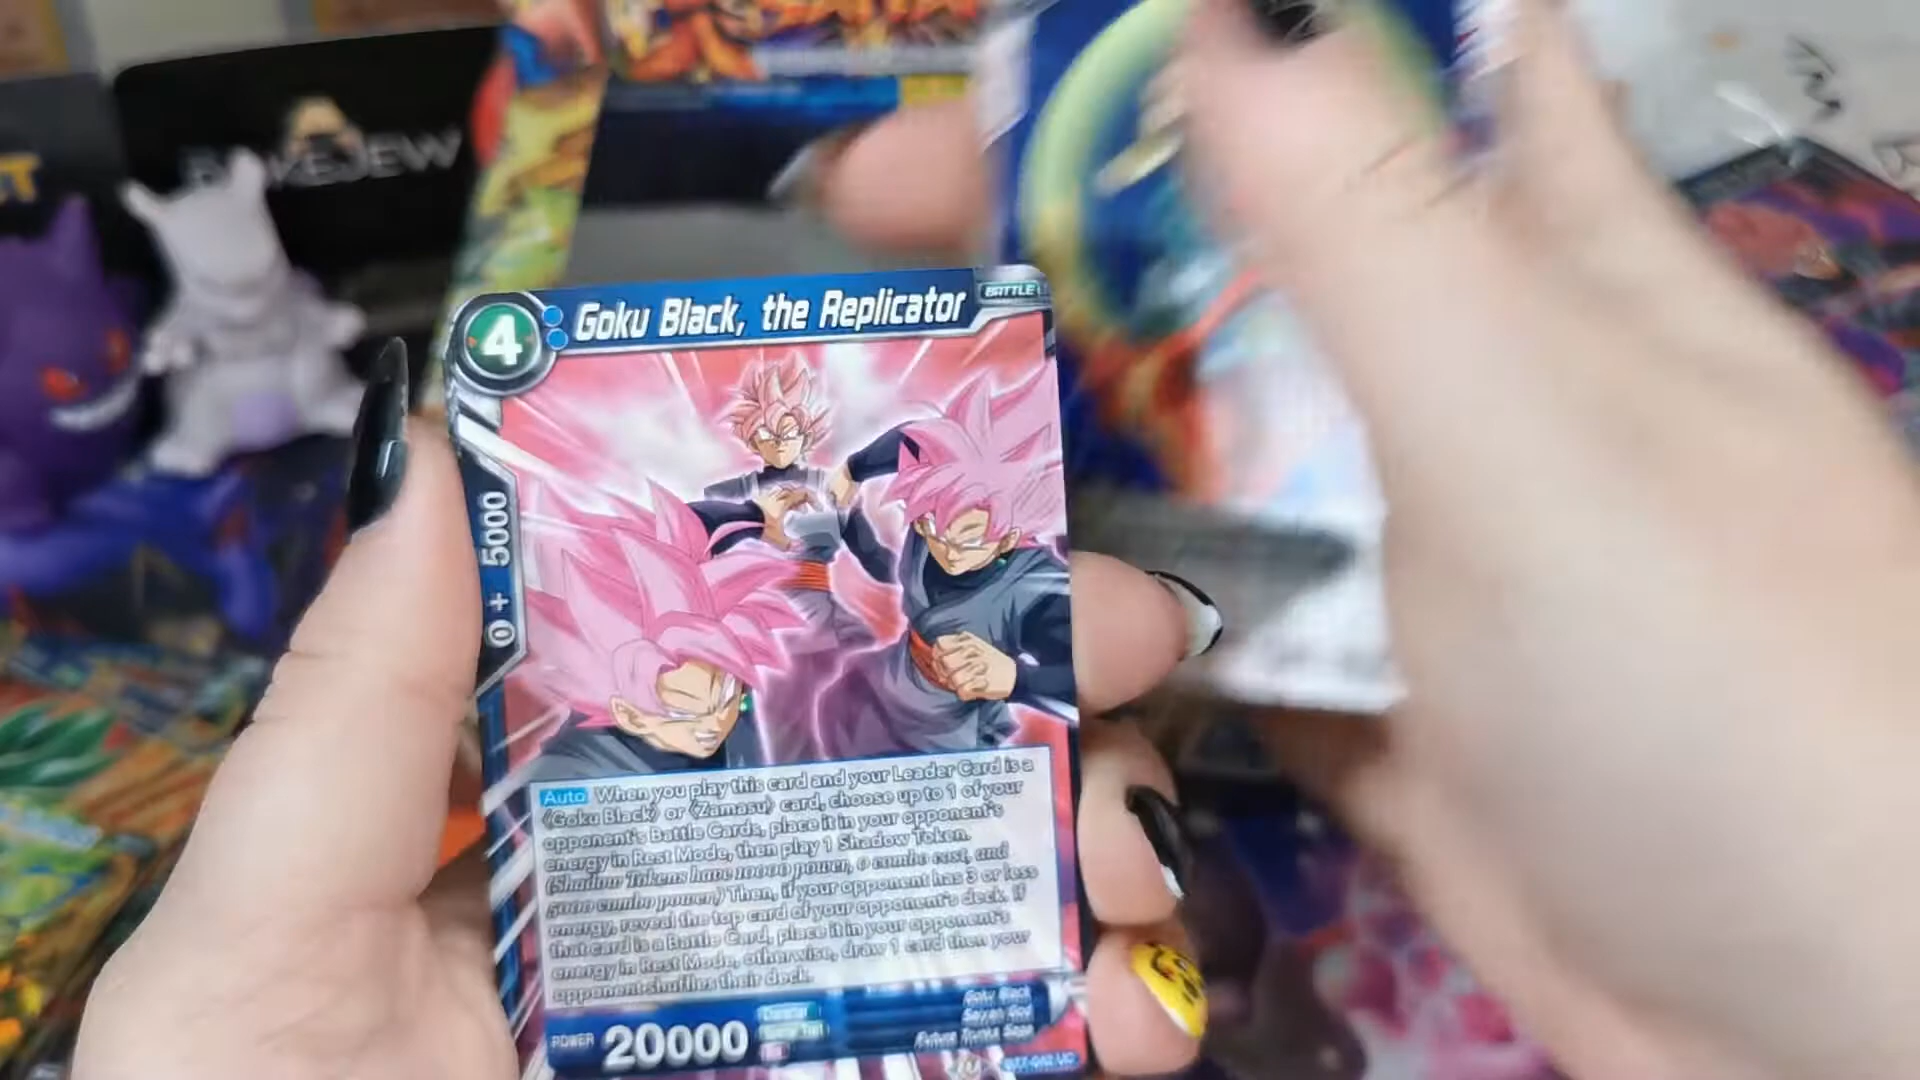 Goku Black, the Replicator
BATTLE
4
5000
0 +
Auto When you play this card and your Leader Card is a
《Goku Black》 or 《Zamasu》 card, choose up to 1 of your
opponent's Battle Cards, place it in your opponent's
energy in Rest Mode, then play 1 Shadow Token.
(Shadow Tokens have 10000 power, 0 combo cost, and
5000 combo power.) Then, if your opponent has 3 or less
energy, reveal the top card of your opponent's deck. If
that card is a Battle Card, place it in your opponent's
energy in Rest Mode, otherwise, draw 1 card then your
opponent shuffles their deck.
POWER 20000
Character
Special Trait
Goku Black
Saiyan God
Future Trunks Saga